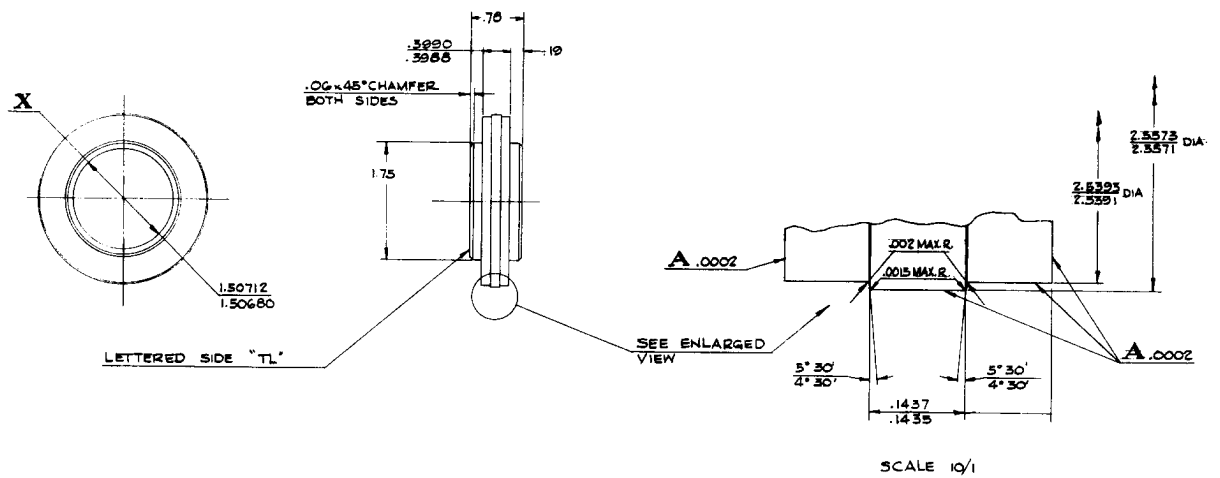 .78
.3990
.3988
.19
.06x45° CHAMFER
BOTH SIDES
X
1.75
1.50712
1.50680
LETTERED SIDE "TL"
SEE ENLARGED
VIEW
2.5573
2.5571 DIA.
2.5393
2.5391 DIA
A .0002
.002 MAX.R.
.0015 MAX.R.
A .0002
5° 30'
4° 30'
5° 30'
4° 30'
.1437
.1435
SCALE 10/1